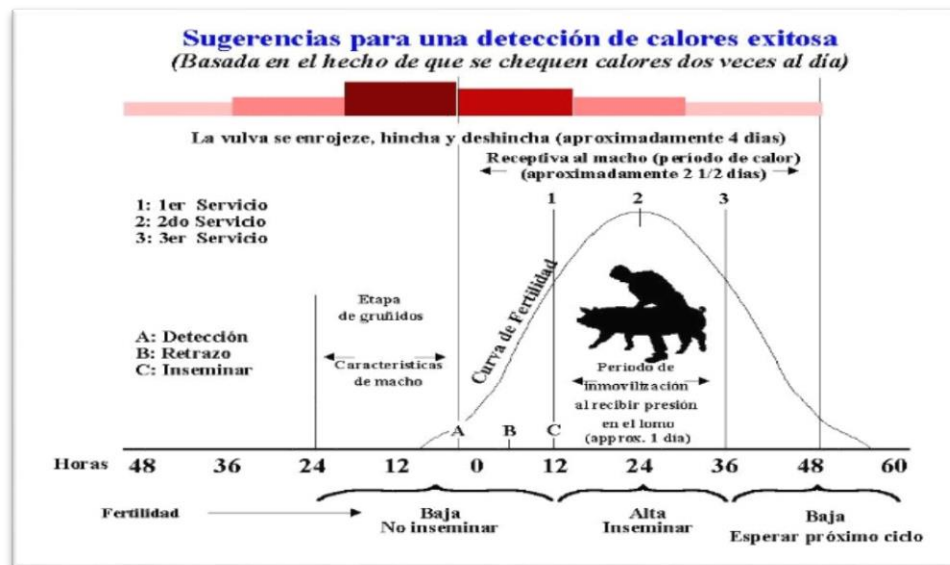 Sugerencias para una detección de calores exitosa
(Basada en el hecho de que se chequen calores dos veces al día)
La vulva se enrojeze, hincha y deshincha (aproximadamente 4 dias)
Receptiva al macho (período de calor)
(aproximadamente 2 1/2 días)
1: 1er Servicio
2: 2do Servicio
3: 3er Servicio
1
2
3
Etapa
de gruñidos
Características
de macho
A: Detección
B: Retrazo
C: Inseminar
Curva de Fertilidad
Período de
inmovilización
al recibir presión
en el lomo
(approx. 1 día)
A
B
C
Horas 48 36 24 12 0 12 24 36 48 60
Fertilidad
Baja
No inseminar
Alta
Inseminar
Baja
Esperar próximo ciclo